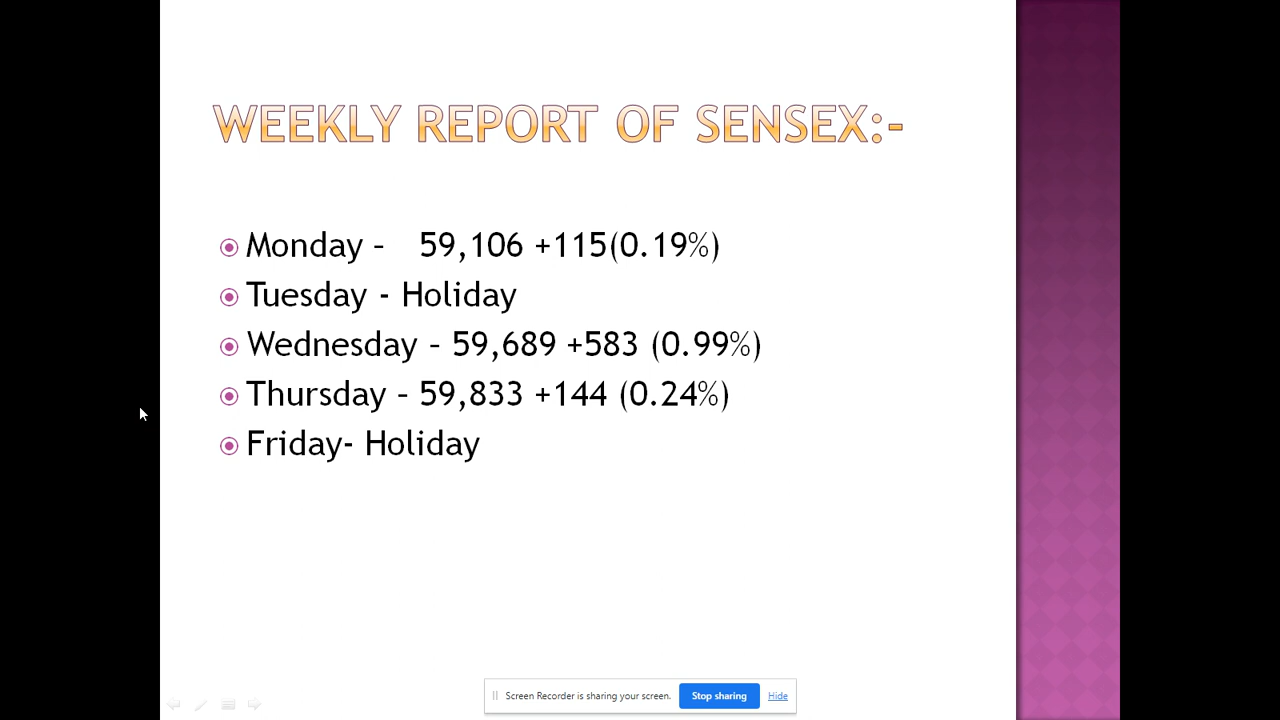 WEEKLY REPORT OF SENSEX:-
Monday – 59,106 +115(0.19%)
Tuesday - Holiday
Wednesday – 59,689 +583 (0.99%)
Thursday – 59,833 +144 (0.24%)
Friday- Holiday
Screen Recorder is sharing your screen. Stop sharing Hide